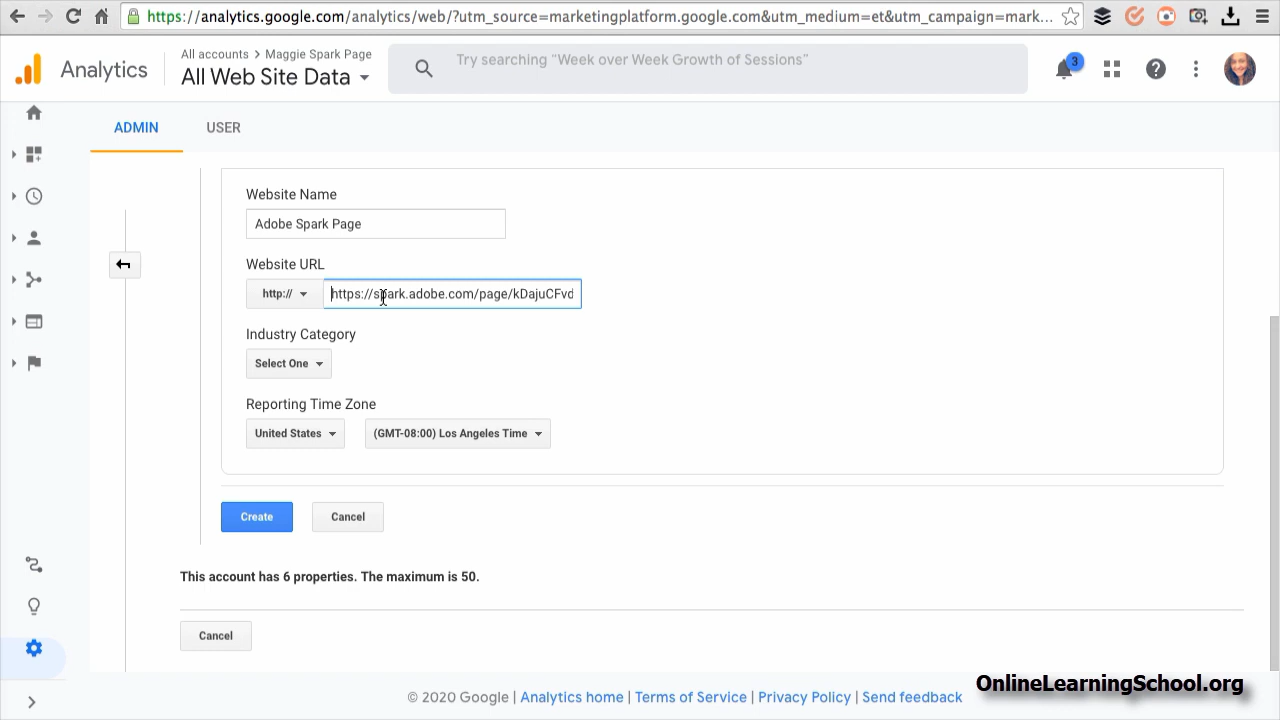 https://analytics.google.com/analytics/web/?utm_source=marketingplatform.google.com&utm_medium=et&utm_campaign=mark...
Analytics
All accounts > Maggie Spark Page
All Web Site Data
Try searching "Week over Week Growth of Sessions"
3
ADMIN USER
Website Name
Adobe Spark Page
Website URL
http:// https://spark.adobe.com/page/kDajuCFvd
Industry Category
Select One
Reporting Time Zone
United States (GMT-08:00) Los Angeles Time
Create Cancel
This account has 6 properties. The maximum is 50.
Cancel
© 2020 Google | Analytics home | Terms of Service | Privacy Policy | Send feedback
OnlineLearningSchool.org